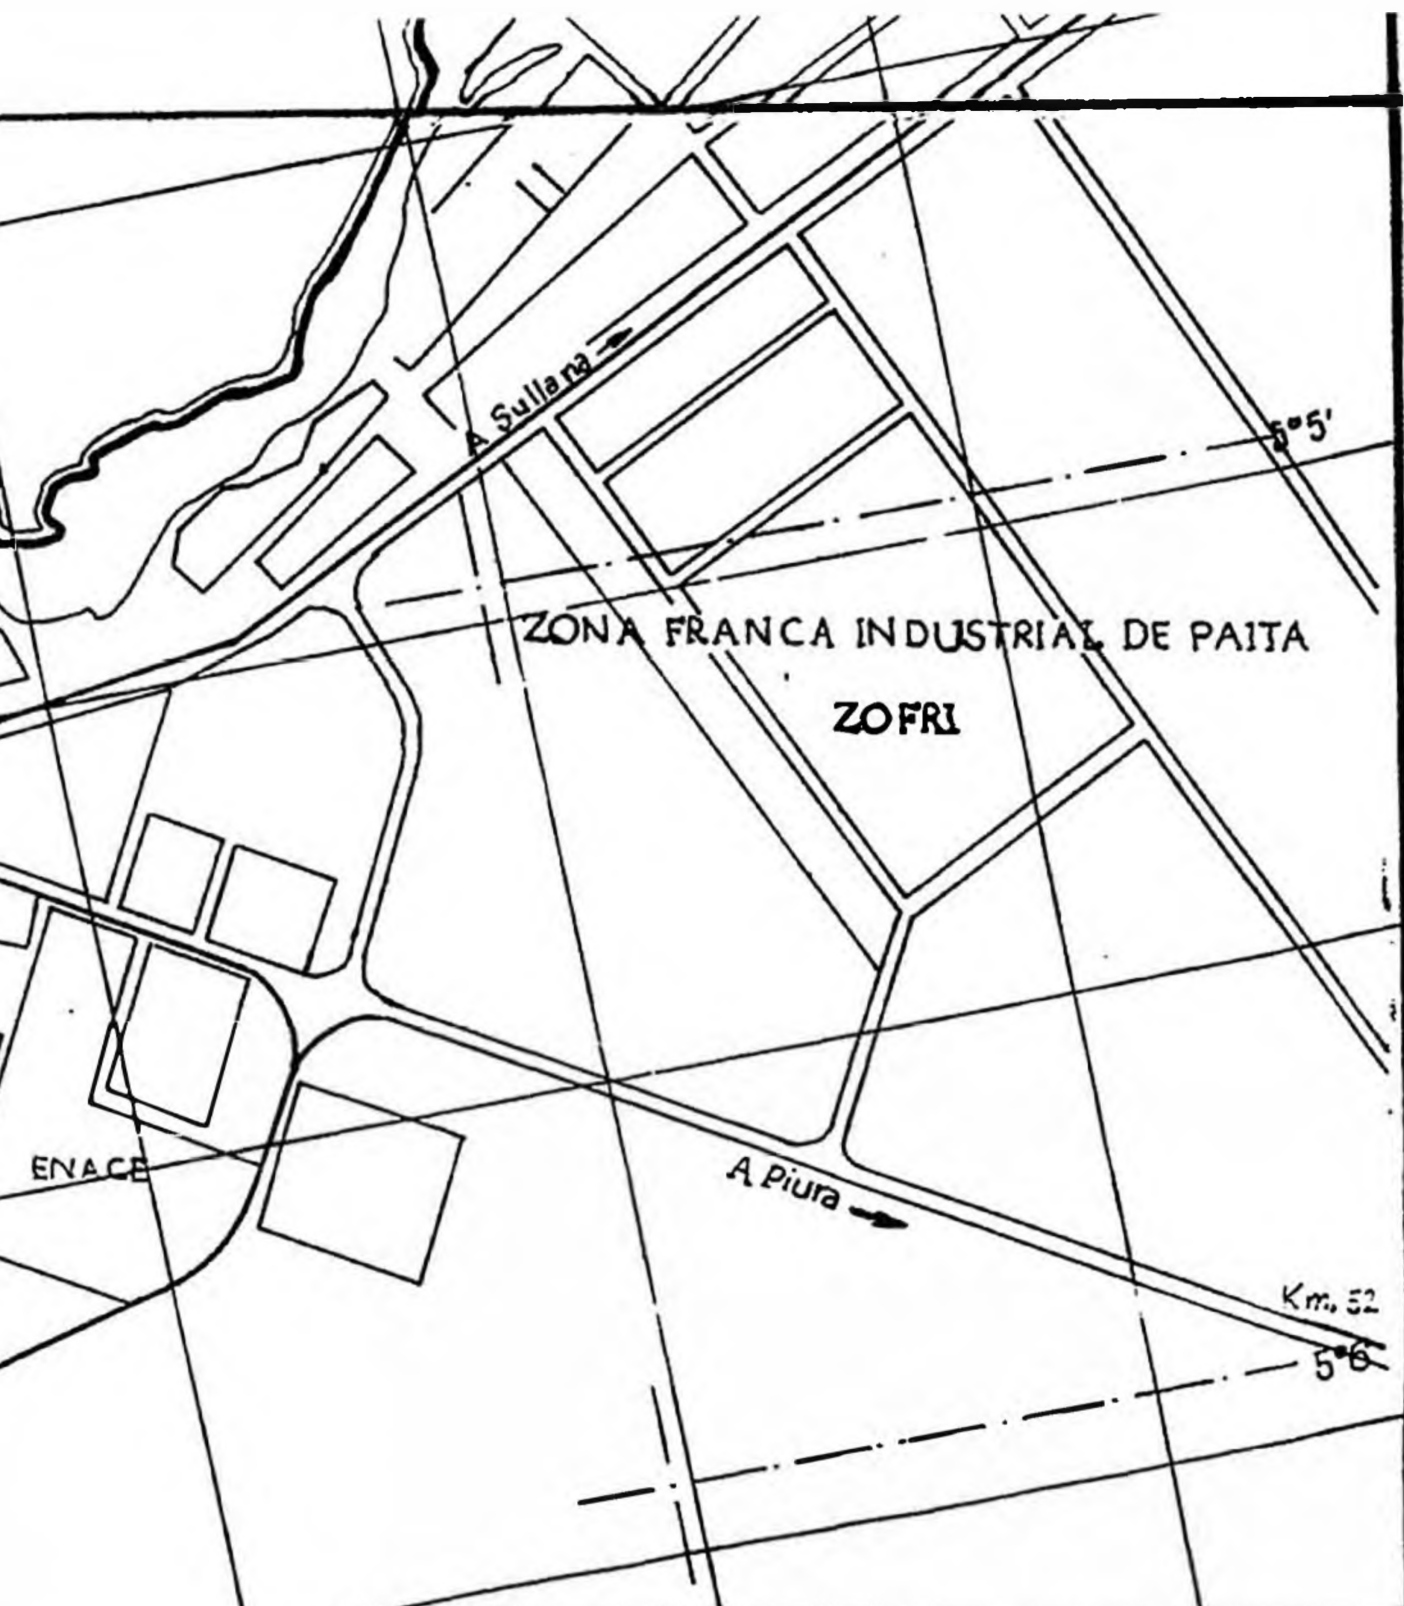 A Sullana
5°5'
ZONA FRANCA INDUSTRIAL DE PAITA
ZOFRI
ENACE
A Piura
Km. 52
5°6